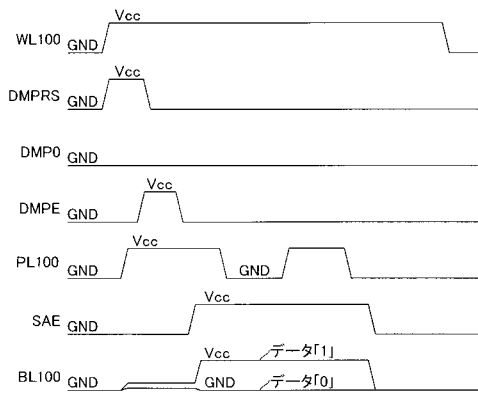 Vcc
WL100 GND
Vcc
DMPRS GND
DMP0 GND
Vcc
DMPE GND
Vcc
PL100 GND GND
Vcc
SAE GND
Vcc データ「1」
BL100 GND GND データ「0」